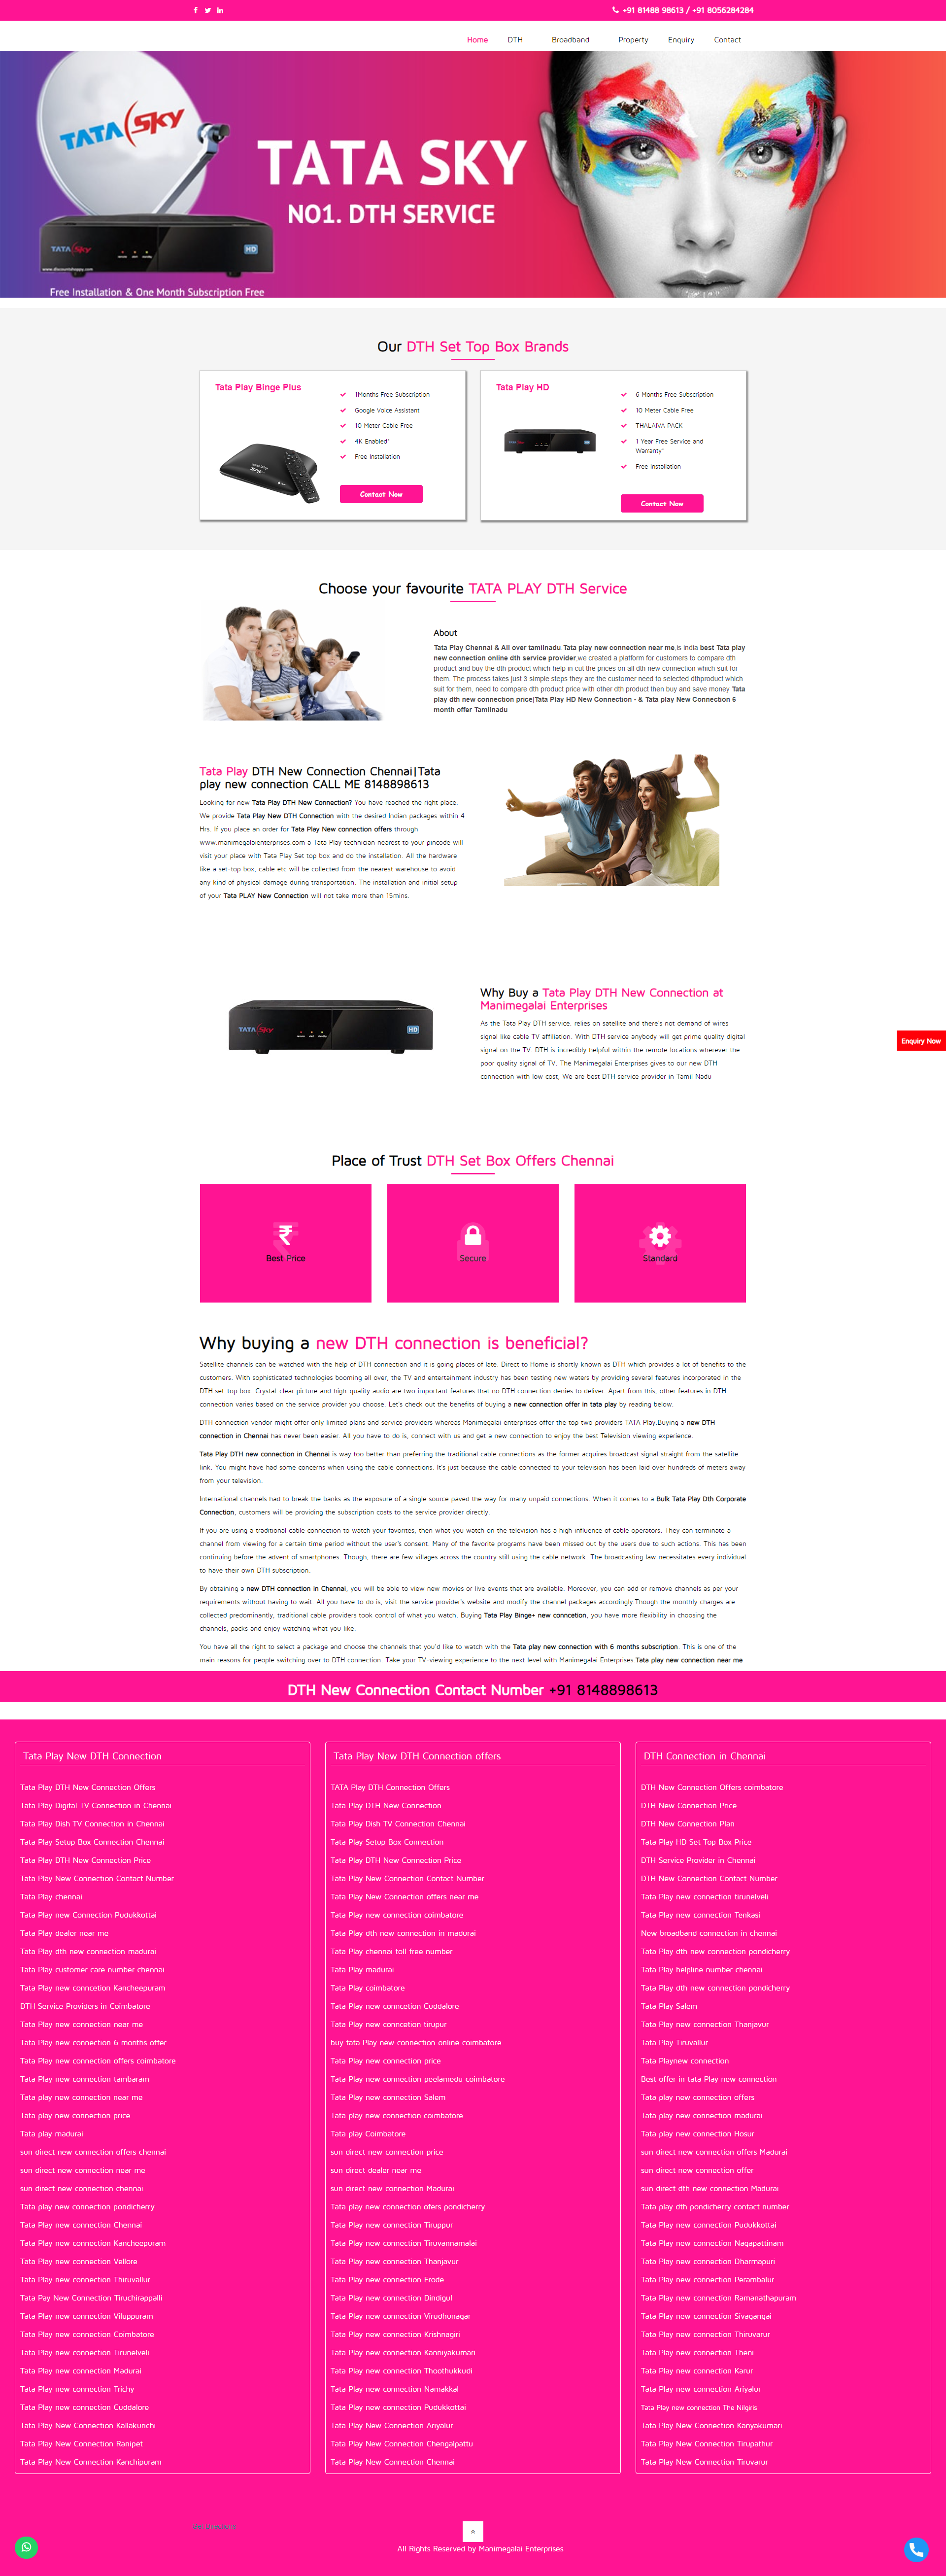 +91 81488 98613 / +91 8056284284
Home DTH Broadband Property Enquiry Contact
TATA SKY
TATA SKY
NO1. DTH SERVICE
TATA SKY
HD
www.discountshoppy.com
Free Installation & One Month Subscription Free
Our DTH Set Top Box Brands
Tata Play Binge Plus
1Months Free Subscription
Google Voice Assistant
10 Meter Cable Free
4K Enabled*
Free Installation
Contact Now
Tata Play HD
6 Months Free Subscription
10 Meter Cable Free
THALAIVA PACK
1 Year Free Service and
Warranty*
Free Installation
Contact Now
Choose your favourite TATA PLAY DTH Service
About
Tata Play Chennai & All over tamilnadu Tata play new connection near me,is india best Tata play
new connection online dth service provider,we created a platform for customers to compare dth
product and buy the dth product which help in cut the prices on all dth new connection which suit for
them. The process takes just 3 simple steps they are the customer need to selected dthproduct which
suit for them, need to compare dth product price with other dth product then buy and save money Tata
play dth new connection price|Tata Play HD New Connection - & Tata play New Connection 6
month offer Tamilnadu
Tata Play DTH New Connection Chennai|Tata
play new connection CALL ME 8148898613
Looking for new Tata Play DTH New Connection? You have reached the right place.
We provide Tata Play New DTH Connection with the desired Indian packages within 4
Hrs. If you place an order for Tata Play New connection offers through
www.manimegalaienterprises.com a Tata Play technician nearest to your pincode will
visit your place with Tata Play Set top box and do the installation. All the hardware
like a set-top box, cable etc will be collected from the nearest warehouse to avoid
any kind of physical damage during transportation. The installation and initial setup
of your Tata PLAY New Connection will not take more than 15mins.
TATA SKY
HD
Why Buy a Tata Play DTH New Connection at
Manimegalai Enterprises
As the Tata Play DTH service. relies on satellite and there's not demand of wires
signal like cable TV affiliation. With DTH service anybody will get prime quality digital
signal on the TV. DTH is incredibly helpful within the remote locations wherever the
poor quality signal of TV. The Manimegalai Enterprises gives to our new DTH
connection with low cost, We are best DTH service provider in Tamil Nadu
Enquiry Now
Place of Trust DTH Set Box Offers Chennai
Best Price
Secure
Standard
Why buying a new DTH connection is beneficial?
Satellite channels can be watched with the help of DTH connection and it is going places of late. Direct to Home is shortly known as DTH which provides a lot of benefits to the
customers. With sophisticated technologies booming all over, the TV and entertainment industry has been testing new waters by providing several features incorporated in the
DTH set-top box. Crystal-clear picture and high-quality audio are two important features that no DTH connection denies to deliver. Apart from this, other features in DTH
connection varies based on the service provider you choose. Let's check out the benefits of buying a new connection offer in tata play by reading below.
DTH connection vendor might offer only limited plans and service providers whereas Manimegalai enterprises offer the top two providers TATA Play.Buying a new DTH
connection in Chennai has never been easier. All you have to do is, connect with us and get a new connection to enjoy the best Television viewing experience.
Tata Play DTH new connection in Chennai is way too better than preferring the traditional cable connections as the former acquires broadcast signal straight from the satellite
link. You might have had some concerns when using the cable connections. It's just because the cable connected to your television has been laid over hundreds of meters away
from your television.
International channels had to break the banks as the exposure of a single source paved the way for many unpaid connections. When it comes to a Bulk Tata Play Dth Corporate
Connection, customers will be providing the subscription costs to the service provider directly.
If you are using a traditional cable connection to watch your favorites, then what you watch on the television has a high influence of cable operators. They can terminate a
channel from viewing for a certain time period without the user's consent. Many of the favorite programs have been missed out by the users due to such actions. This has been
continuing before the advent of smartphones. Though, there are few villages across the country still using the cable network. The broadcasting law necessitates every individual
to have their own DTH subscription.
By obtaining a new DTH connection in Chennai, you will be able to view new movies or live events that are available. Moreover, you can add or remove channels as per your
requirements without having to wait. All you have to do is, visit the service provider's website and modify the channel packages accordingly.Though the monthly charges are
collected predominantly, traditional cable providers took control of what you watch. Buying Tata Play Binge+ new conncetion, you have more flexibility in choosing the
channels, packs and enjoy watching what you like.
You have all the right to select a package and choose the channels that you'd like to watch with the Tata play new connection with 6 months subscription. This is one of the
main reasons for people switching over to DTH connection. Take your TV-viewing experience to the next level with Manimegalai Enterprises.Tata play new connection near me
DTH New Connection Contact Number +91 8148898613
Tata Play New DTH Connection
Tata Play DTH New Connection Offers
Tata Play Digital TV Connection in Chennai
Tata Play Dish TV Connection in Chennai
Tata Play Setup Box Connection Chennai
Tata Play DTH New Connection Price
Tata Play New Connection Contact Number
Tata Play chennai
Tata Play new Connection Pudukkottai
Tata Play dealer near me
Tata Play dth new connection madurai
Tata Play customer care number chennai
Tata Play new conncetion Kancheepuram
DTH Service Providers in Coimbatore
Tata Play new connection near me
Tata Play new connection 6 months offer
Tata Play new connection offers coimbatore
Tata Play new connection tambaram
Tata play new connection near me
Tata play new connection price
Tata play madurai
sun direct new connection offers chennai
sun direct new connection near me
sun direct new connection chennai
Tata play new connection pondicherry
Tata Play new connection Chennai
Tata Play new connection Kancheepuram
Tata Play new connection Vellore
Tata Play new connection Thiruvallur
Tata Pay New Connection Tiruchirappalli
Tata Play new connection Viluppuram
Tata Play new connection Coimbatore
Tata Play new connection Tirunelveli
Tata Play new connection Madurai
Tata Play new connection Trichy
Tata Play new connection Cuddalore
Tata Play New Connection Kallakurichi
Tata Play New Connection Ranipet
Tata Play New Connection Kanchipuram
Tata Play New DTH Connection offers
TATA Play DTH Connection Offers
Tata Play DTH New Connection
Tata Play Dish TV Connection Chennai
Tata Play Setup Box Connection
Tata Play DTH New Connection Price
Tata Play New Connection Contact Number
Tata Play New Connection offers near me
Tata Play new connection coimbatore
Tata Play dth new connection in madurai
Tata Play chennai toll free number
Tata Play madurai
Tata Play coimbatore
Tata Play new conncetion Cuddalore
Tata Play new conncetion tirupur
buy tata Play new connection online coimbatore
Tata Play new connection price
Tata Play new connection peelamedu coimbatore
Tata Play new connection Salem
Tata play new connection coimbatore
Tata play Coimbatore
sun direct new connection price
sun direct dealer near me
sun direct new connection Madurai
Tata play new connection ofers pondicherry
Tata Play new connection Tiruppur
Tata Play new connection Tiruvannamalai
Tata Play new connection Thanjavur
Tata Play new connection Erode
Tata Play new connection Dindigul
Tata Play new connection Virudhunagar
Tata Play new connection Krishnagiri
Tata Play new connection Kanniyakumari
Tata Play new connection Thoothukkudi
Tata Play new connection Namakkal
Tata Play new connection Pudukkottai
Tata Play New Connection Ariyalur
Tata Play New Connection Chengalpattu
Tata Play New Connection Chennai
DTH Connection in Chennai
DTH New Connection Offers coimbatore
DTH New Connection Price
DTH New Connection Plan
Tata Play HD Set Top Box Price
DTH Service Provider in Chennai
DTH New Connection Contact Number
Tata Play new connection tirunelveli
Tata Play new connection Tenkasi
New broadband connection in chennai
Tata Play dth new connection pondicherry
Tata Play helpline number chennai
Tata Play dth new connection pondicherry
Tata Play Salem
Tata Play new connection Thanjavur
Tata Play Tiruvallur
Tata Playnew connection
Best offer in tata Play new connection
Tata play new connection offers
Tata play new connection madurai
Tata play new connection Hosur
sun direct new connection offers Madurai
sun direct new connection offer
sun direct dth new connection Madurai
Tata play dth pondicherry contact number
Tata Play new connection Pudukkottai
Tata Play new connection Nagapattinam
Tata Play new connection Dharmapuri
Tata Play new connection Perambalur
Tata Play new connection Ramanathapuram
Tata Play new connection Sivagangai
Tata Play new connection Thiruvarur
Tata Play new connection Theni
Tata Play new connection Karur
Tata Play new connection Ariyalur
Tata Play new connection The Nilgiris
Tata Play New Connection Kanyakumari
Tata Play New Connection Tirupathur
Tata Play New Connection Tiruvarur
All Rights Reserved by Manimegalai Enterprises